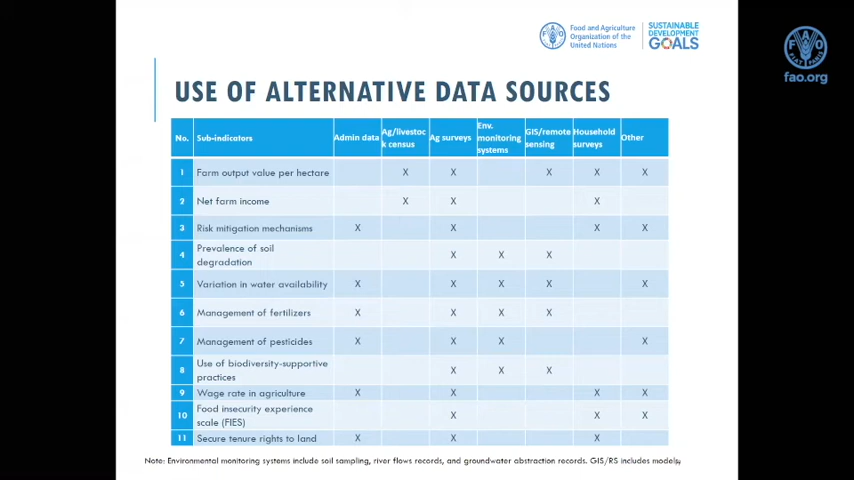 Food and Agriculture
Organization of the
United Nations
SUSTAINABLE
DEVELOPMENT
GOALS
FAO
FIAT PANIS
fao.org
USE OF ALTERNATIVE DATA SOURCES
No. Sub-indicators Admin data Ag/livestoc k census Ag surveys Env. monitoring systems GIS/remote sensing Household surveys Other
1 Farm output value per hectare X X X X X
2 Net farm income X X X
3 Risk mitigation mechanisms X X X X
4 Prevalence of soil degradation X X X
5 Variation in water availability X X X X X
6 Management of fertilizers X X X X
7 Management of pesticides X X X X
8 Use of biodiversity-supportive practices X X X
9 Wage rate in agriculture X X X X
10 Food insecurity experience scale (FIES) X X X
11 Secure tenure rights to land X X X
Note: Environmental monitoring systems include soil sampling, river flows records, and groundwater abstraction records. GIS/RS includes models,